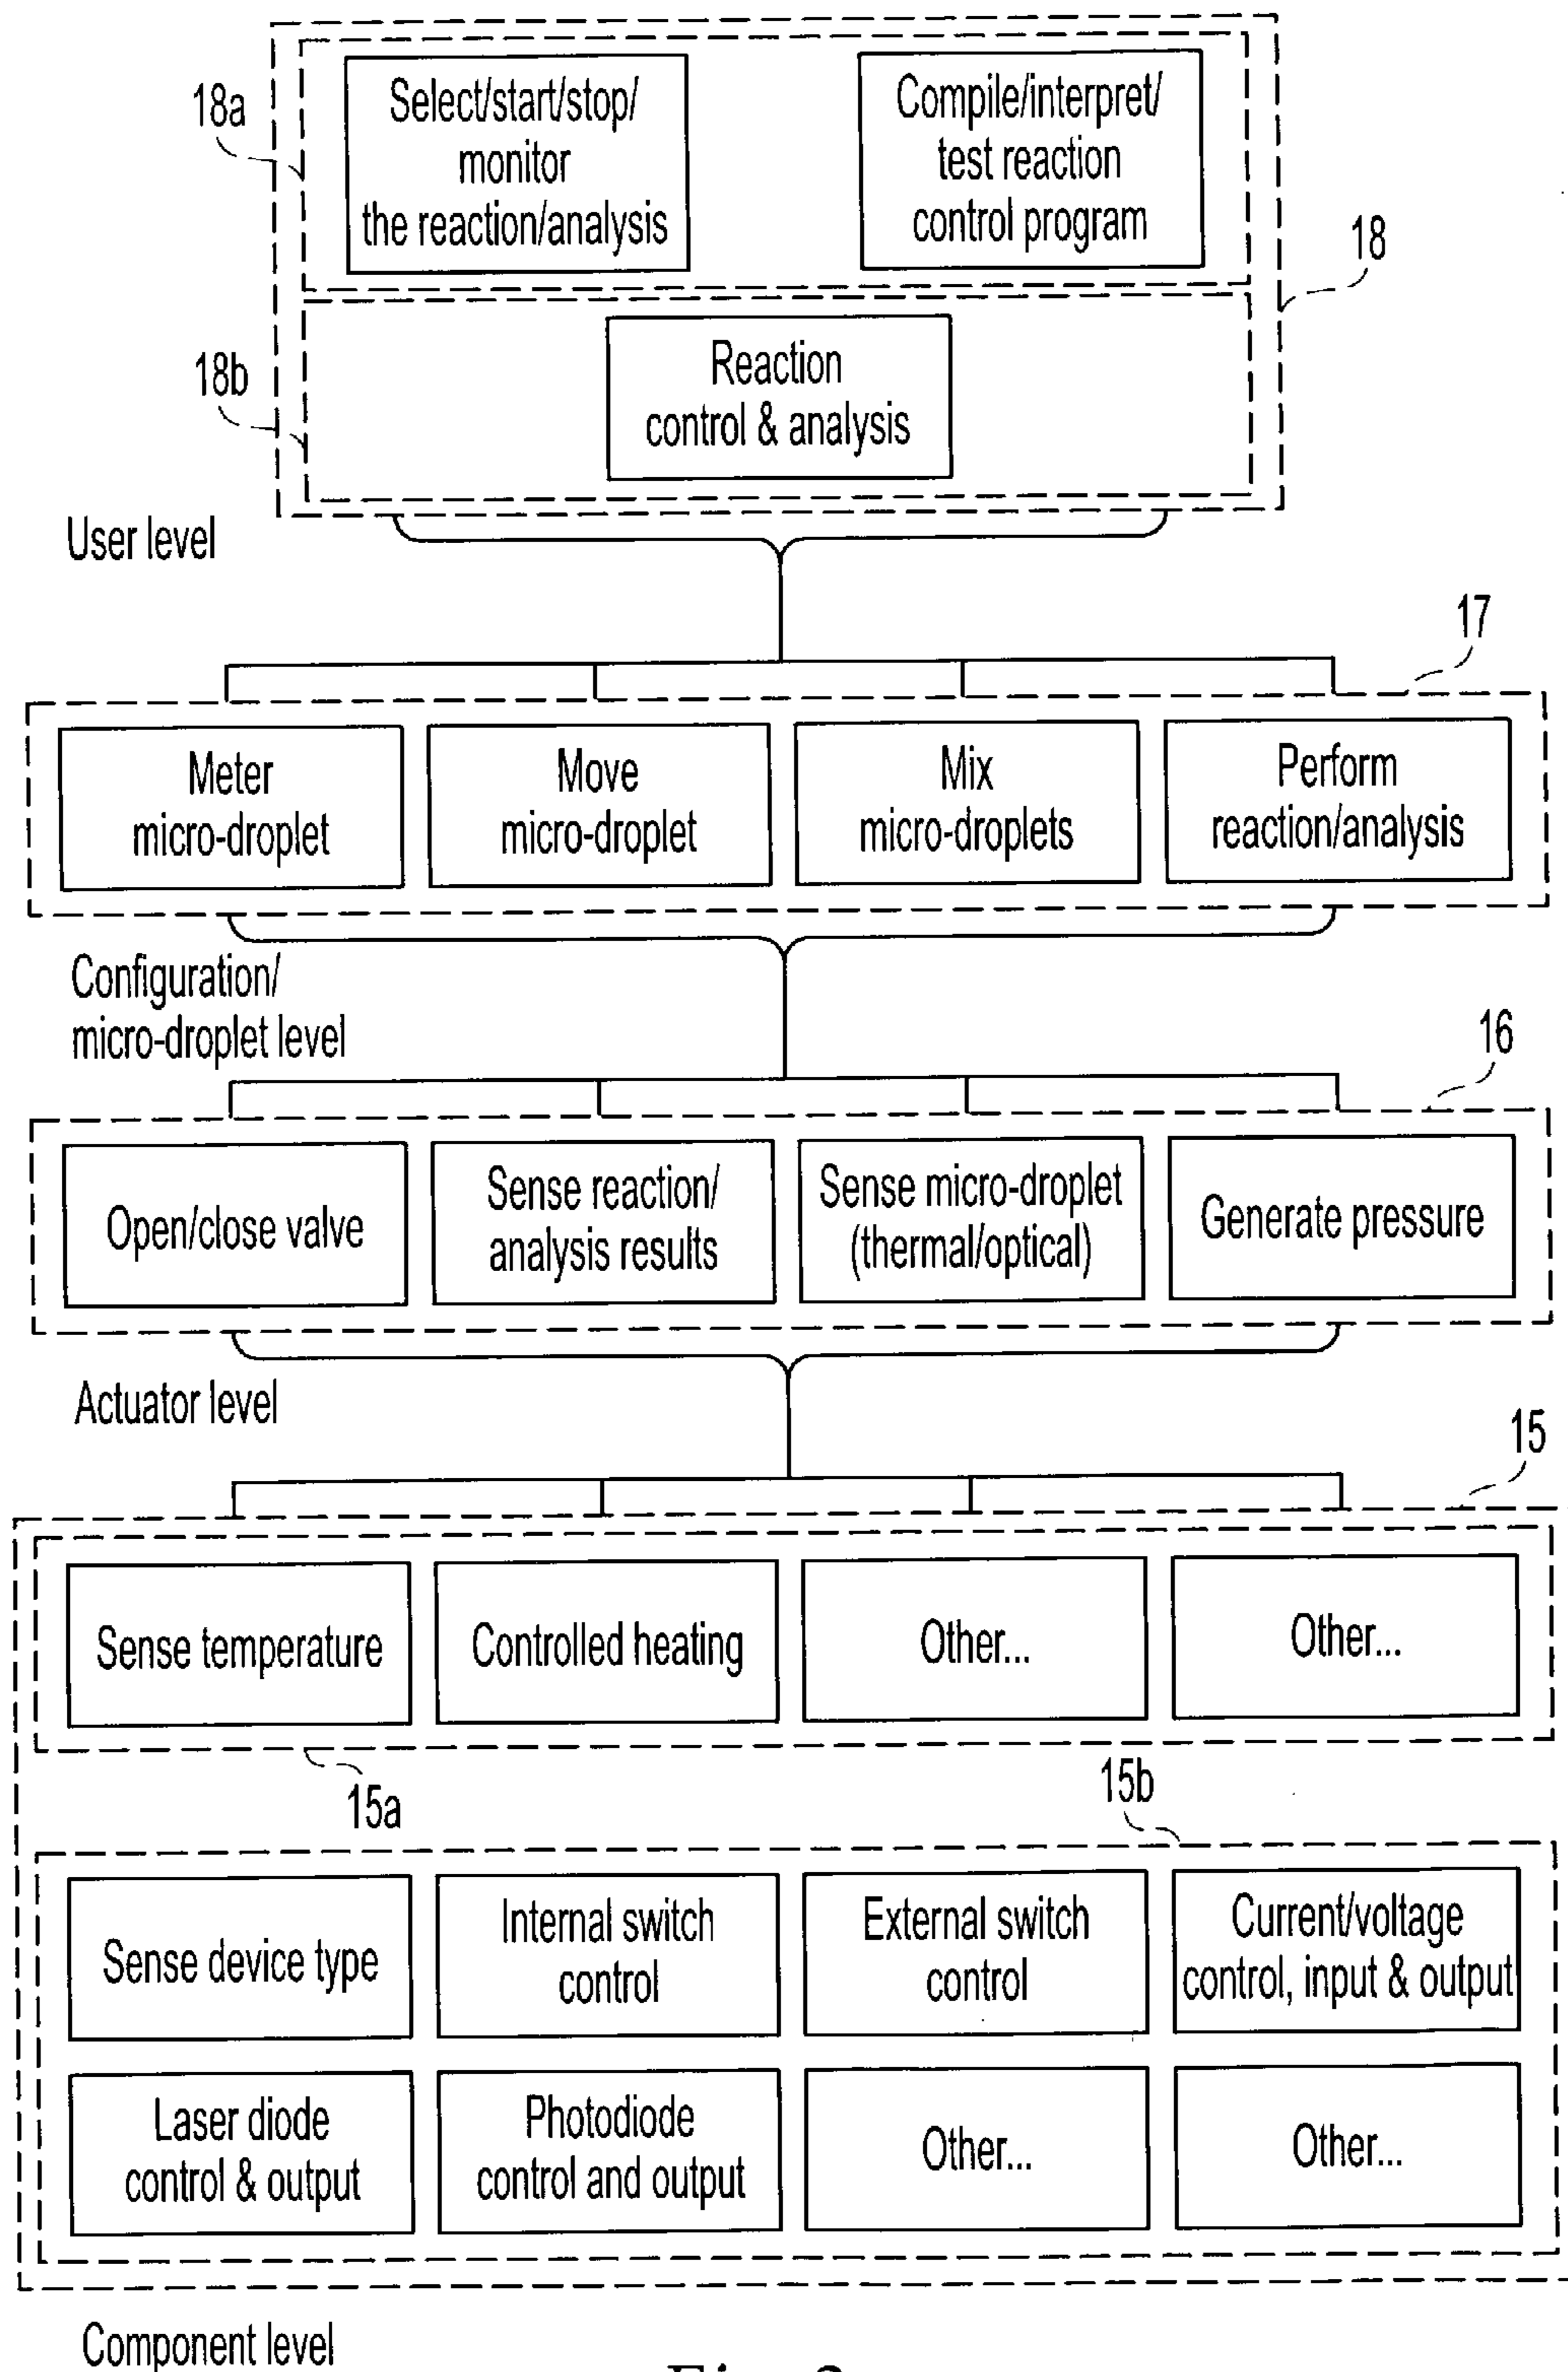 18a
Select/start/stop/
monitor
the reaction/analysis
Compile/interpret/
test reaction
control program
18
18b
Reaction
control & analysis
User level
17
Meter
micro-droplet
Move
micro-droplet
Mix
micro-droplets
Perform
reaction/analysis
Configuration/
micro-droplet level
16
Open/close valve
Sense reaction/
analysis results
Sense micro-droplet
(thermal/optical)
Generate pressure
Actuator level
15
Sense temperature
Controlled heating
Other...
Other...
15a
15b
Sense device type
Internal switch
control
External switch
control
Current/voltage
control, input & output
Laser diode
control & output
Photodiode
control and output
Other...
Other...
Component level